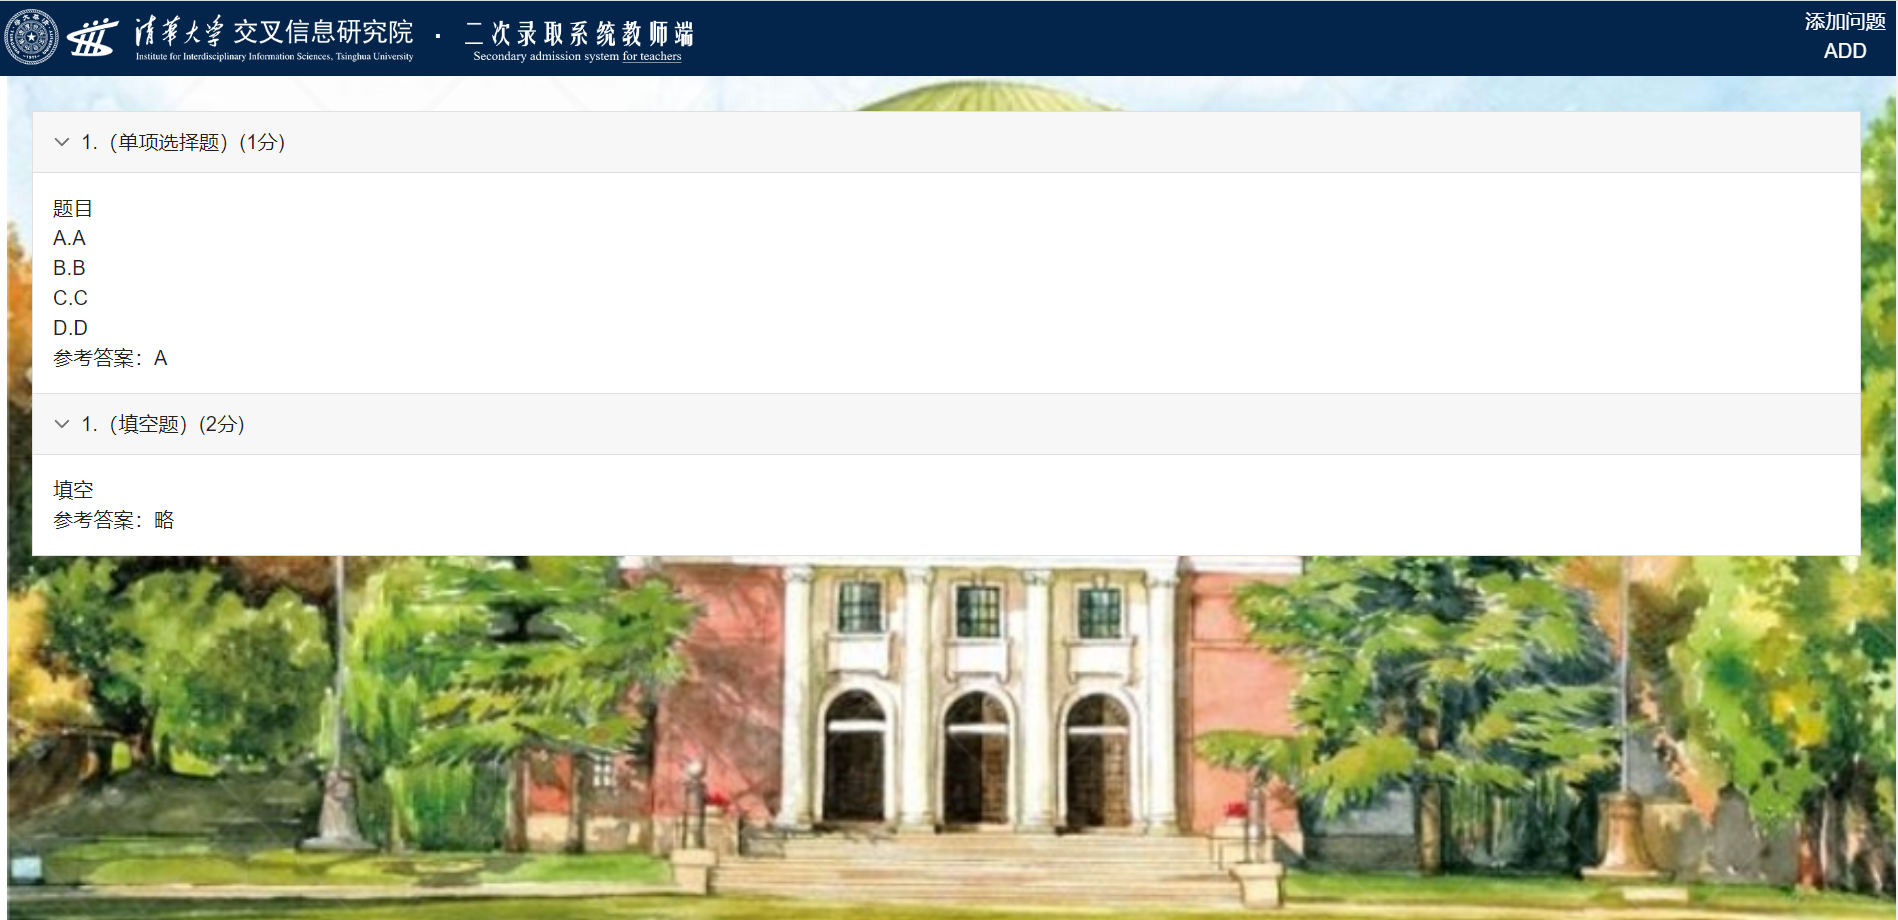 清华大学 交叉信息研究院 · 二次录取系统教师端
Institute for Interdisciplinary Information Sciences, Tsinghua University
Secondary admission system for teachers
添加问题
ADD
1.（单项选择题）(1分)
题目
A.A
B.B
C.C
D.D
参考答案：A
1.（填空题）(2分)
填空
参考答案：略